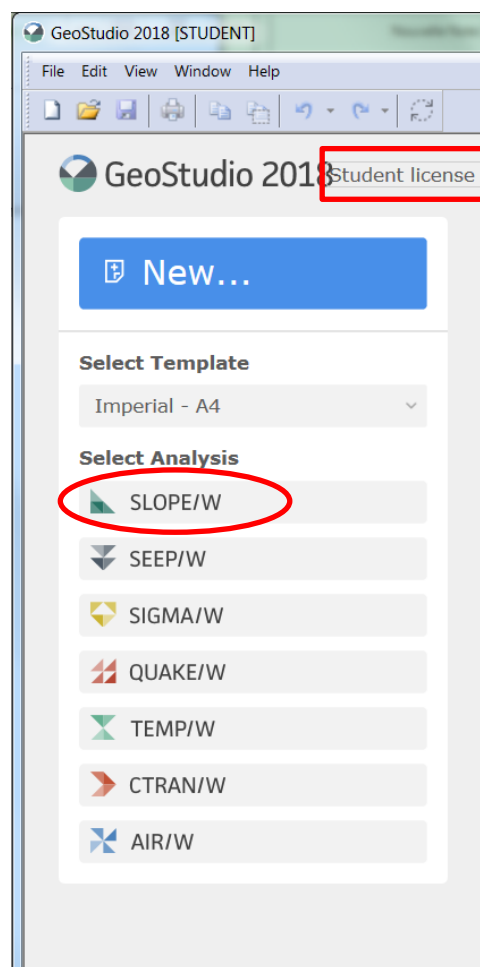 GeoStudio 2018 [STUDENT]
File Edit View Window Help
GeoStudio 2018 Student license
New...
Select Template
Imperial - A4
Select Analysis
SLOPE/W
SEEP/W
SIGMA/W
QUAKE/W
TEMP/W
CTRAN/W
AIR/W